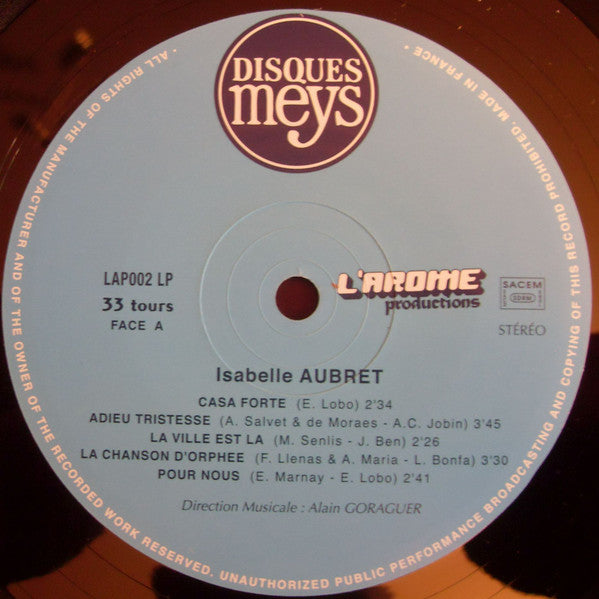 DISQUES
meys
LAP002 LP
33 tours
FACE A
L'AROME
productions
SACEM
SDRM
STÉRÉO
Isabelle AUBRET
CASA FORTE (E. Lobo) 2'34
ADIEU TRISTESSE (A. Salvet & de Moraes - A.C. Jobin) 3'45
LA VILLE EST LA (M. Senlis - J. Ben) 2'26
LA CHANSON D'ORPHEE (F. Llenas & A. Maria - L. Bonfa) 3'30
POUR NOUS (E. Marnay - E. Lobo) 2'41
Direction Musicale : Alain GORAGUER
· ALL RIGHTS OF THE MANUFACTURER AND OF THE OWNER OF THE RECORDED WORK RESERVED. UNAUTHORIZED PUBLIC PERFORMANCE BROADCASTING AND COPYING OF THIS RECORD PROHIBITED MADE IN FRANCE ·